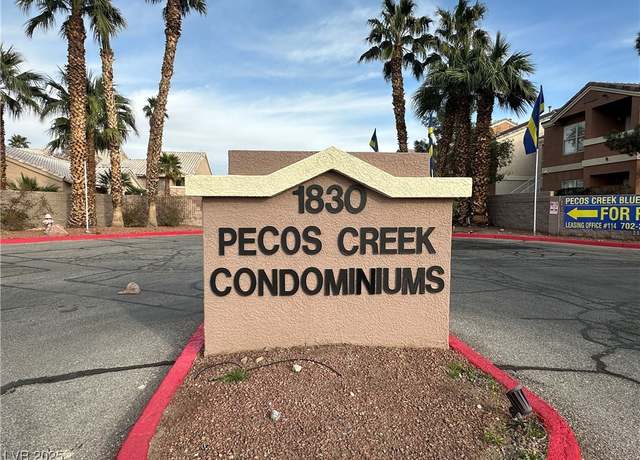 1830
PECOS CREEK
CONDOMINIUMS
PECOS CREEK BLUE
FOR
LEASING OFFICE #114 702-
LVR 2025